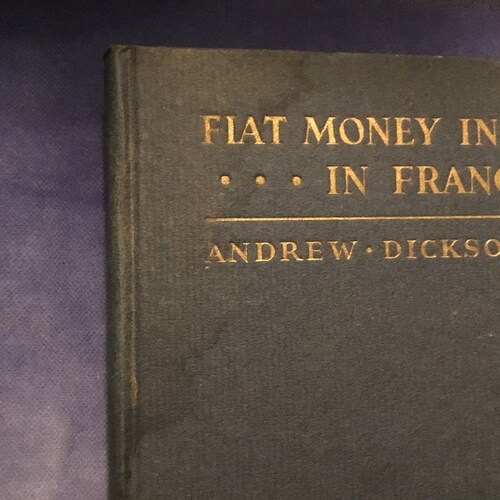 FIAT MONEY IN
• • • IN FRANC
ANDREW • DICKSO